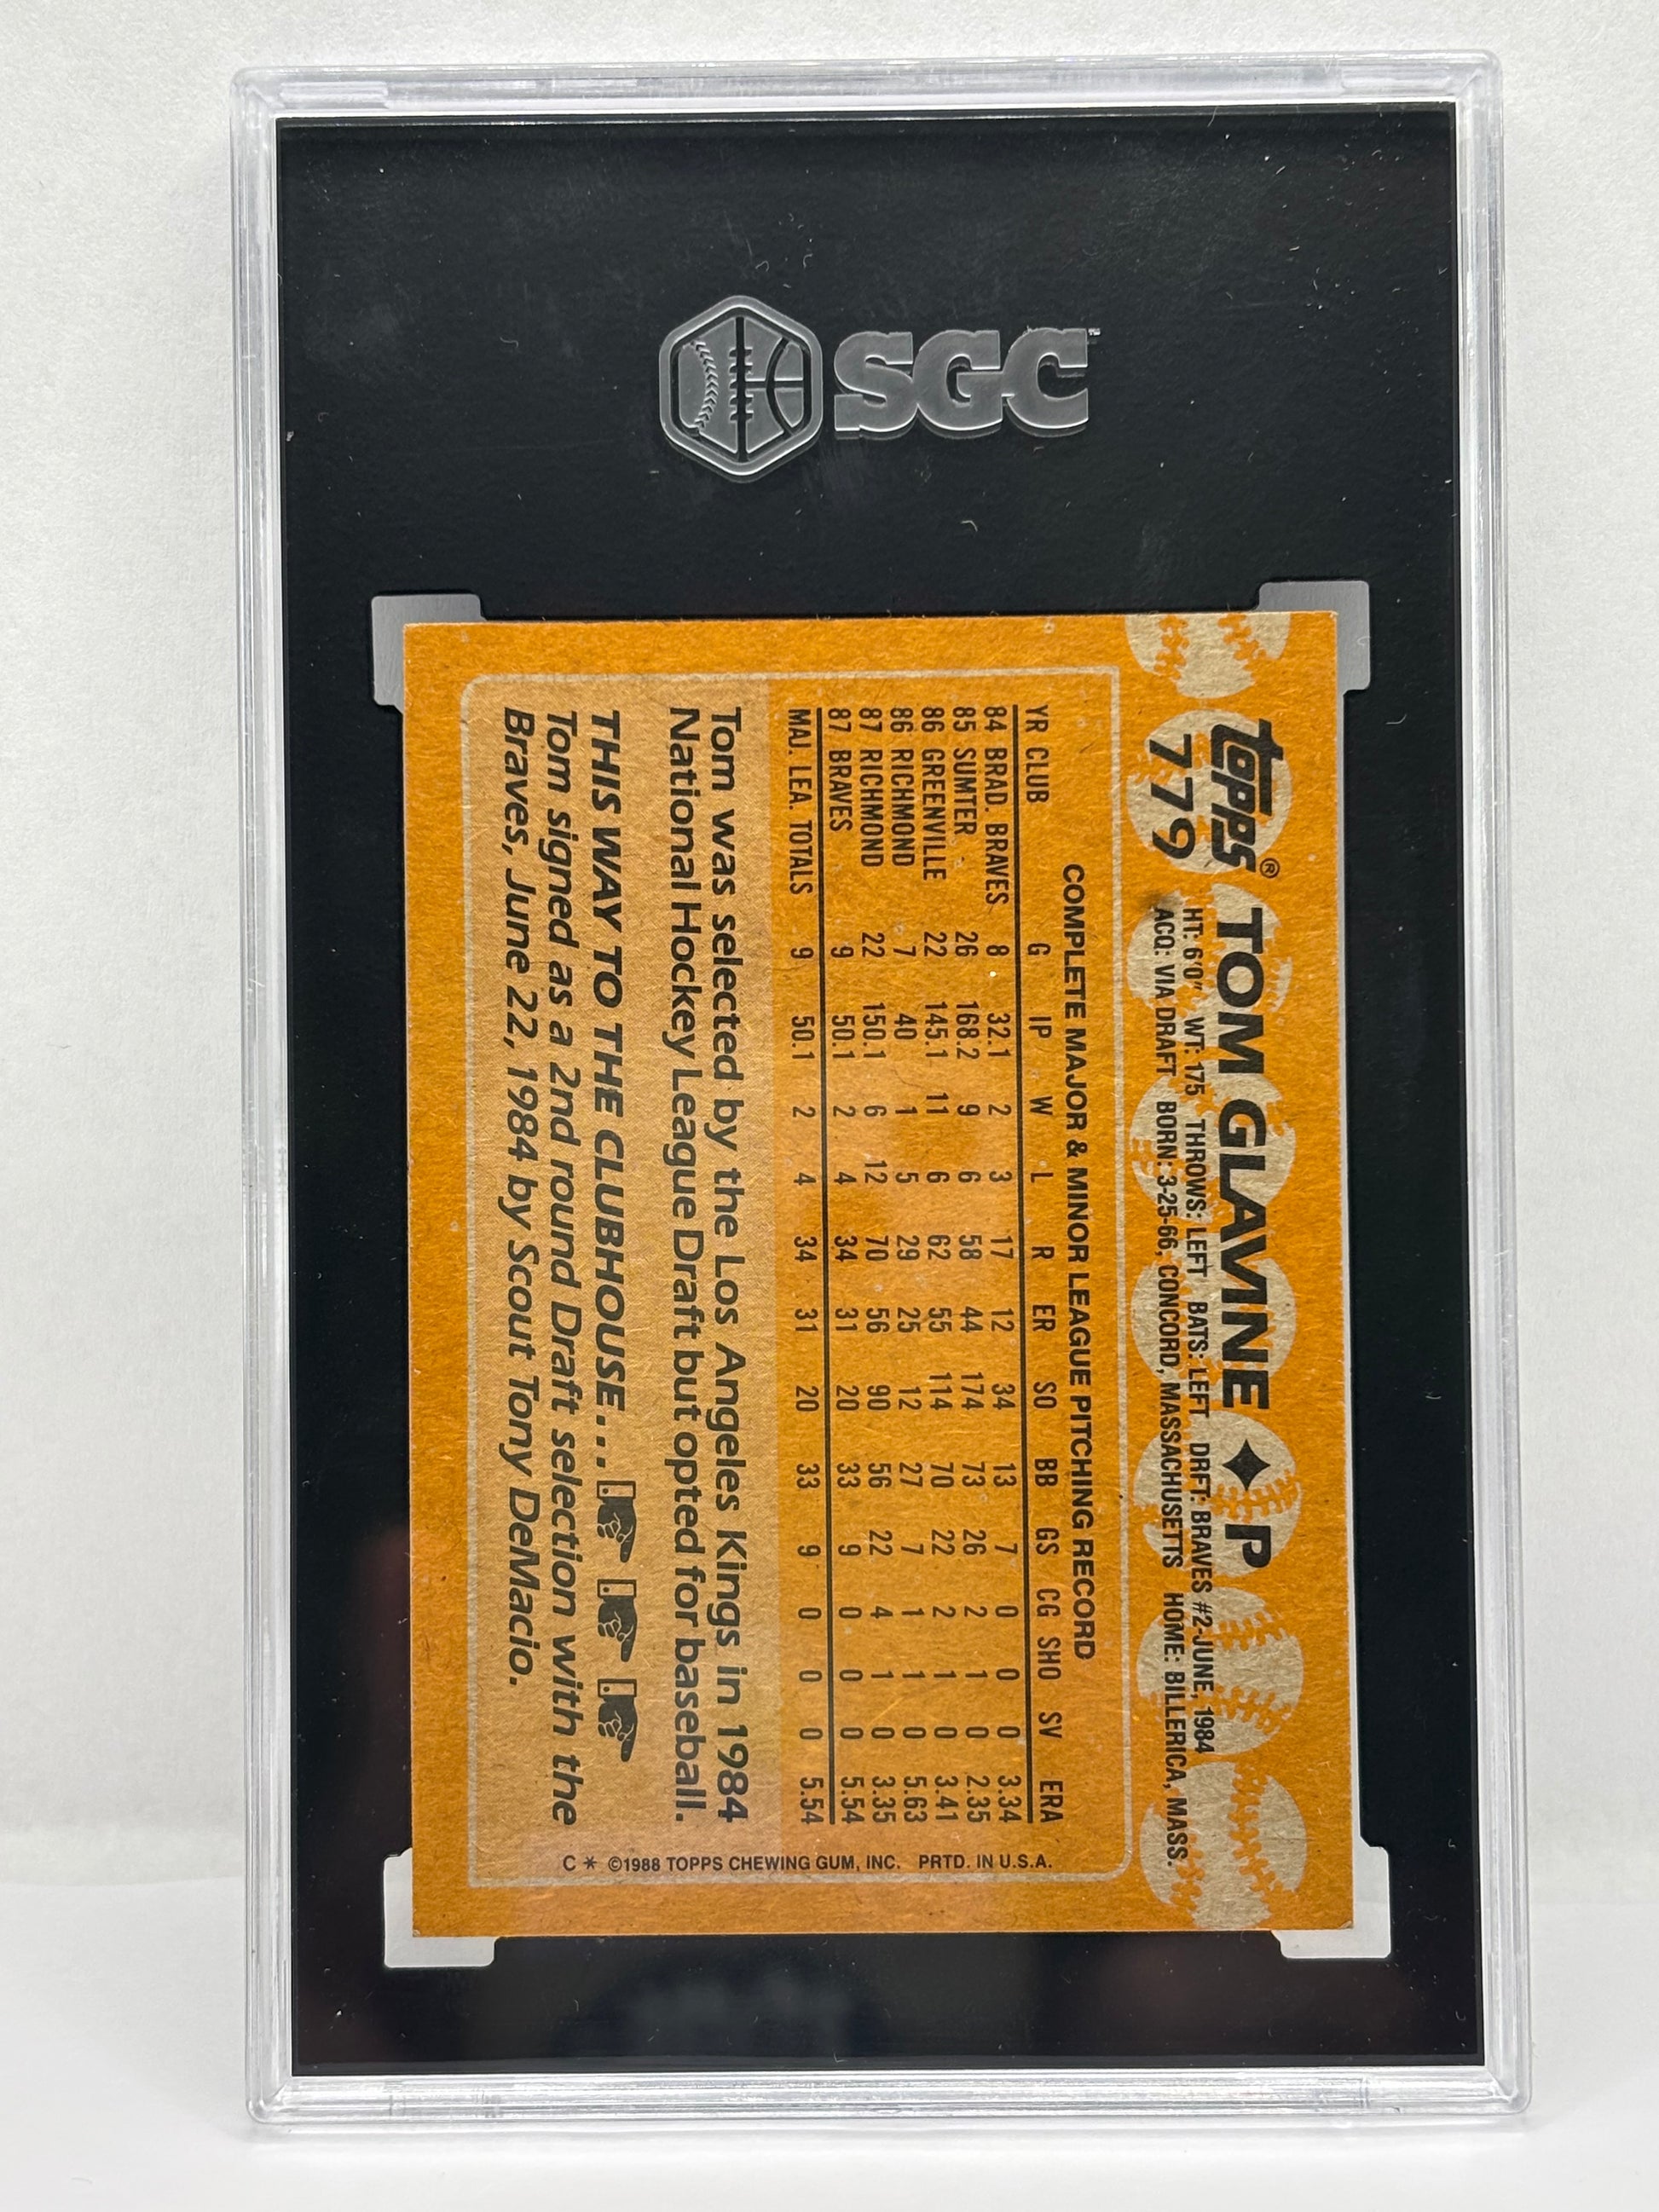 SGC
topps®
779
TOM GLAVINE ♦ P
HT: 6'0" WT: 175 THROWS: LEFT BATS: LEFT DRFT: BRAVES #2-JUNE, 1984
ACQ: VIA DRAFT BORN: 3-25-66, CONCORD, MASSACHUSETTS HOME: BILLERICA, MASS.
COMPLETE MAJOR & MINOR LEAGUE PITCHING RECORD
YR CLUB G IP W L R ER SO BB GS CG SHO SV ERA
84 BRAD. BRAVES 8 32.1 2 3 17 12 34 13 7 0 0 0 3.34
85 SUMTER 26 168.2 9 6 58 44 174 73 26 2 1 0 2.35
86 GREENVILLE 22 145.1 11 6 62 55 114 70 22 2 1 0 3.41
86 RICHMOND 7 40 1 5 29 25 12 27 7 1 1 0 5.63
87 RICHMOND 22 150.1 6 12 70 56 90 56 22 4 1 0 3.35
87 BRAVES 9 50.1 2 4 34 31 20 33 9 0 0 0 5.54
MAJ. LEA. TOTALS 9 50.1 2 4 34 31 20 33 9 0 0 0 5.54
Tom was selected by the Los Angeles Kings in 1984
National Hockey League Draft but opted for baseball.
THIS WAY TO THE CLUBHOUSE...
Tom signed as a 2nd round Draft selection with the
Braves, June 22, 1984 by Scout Tony DeMacio.
C * ©1988 TOPPS CHEWING GUM, INC. PRTD. IN U.S.A.